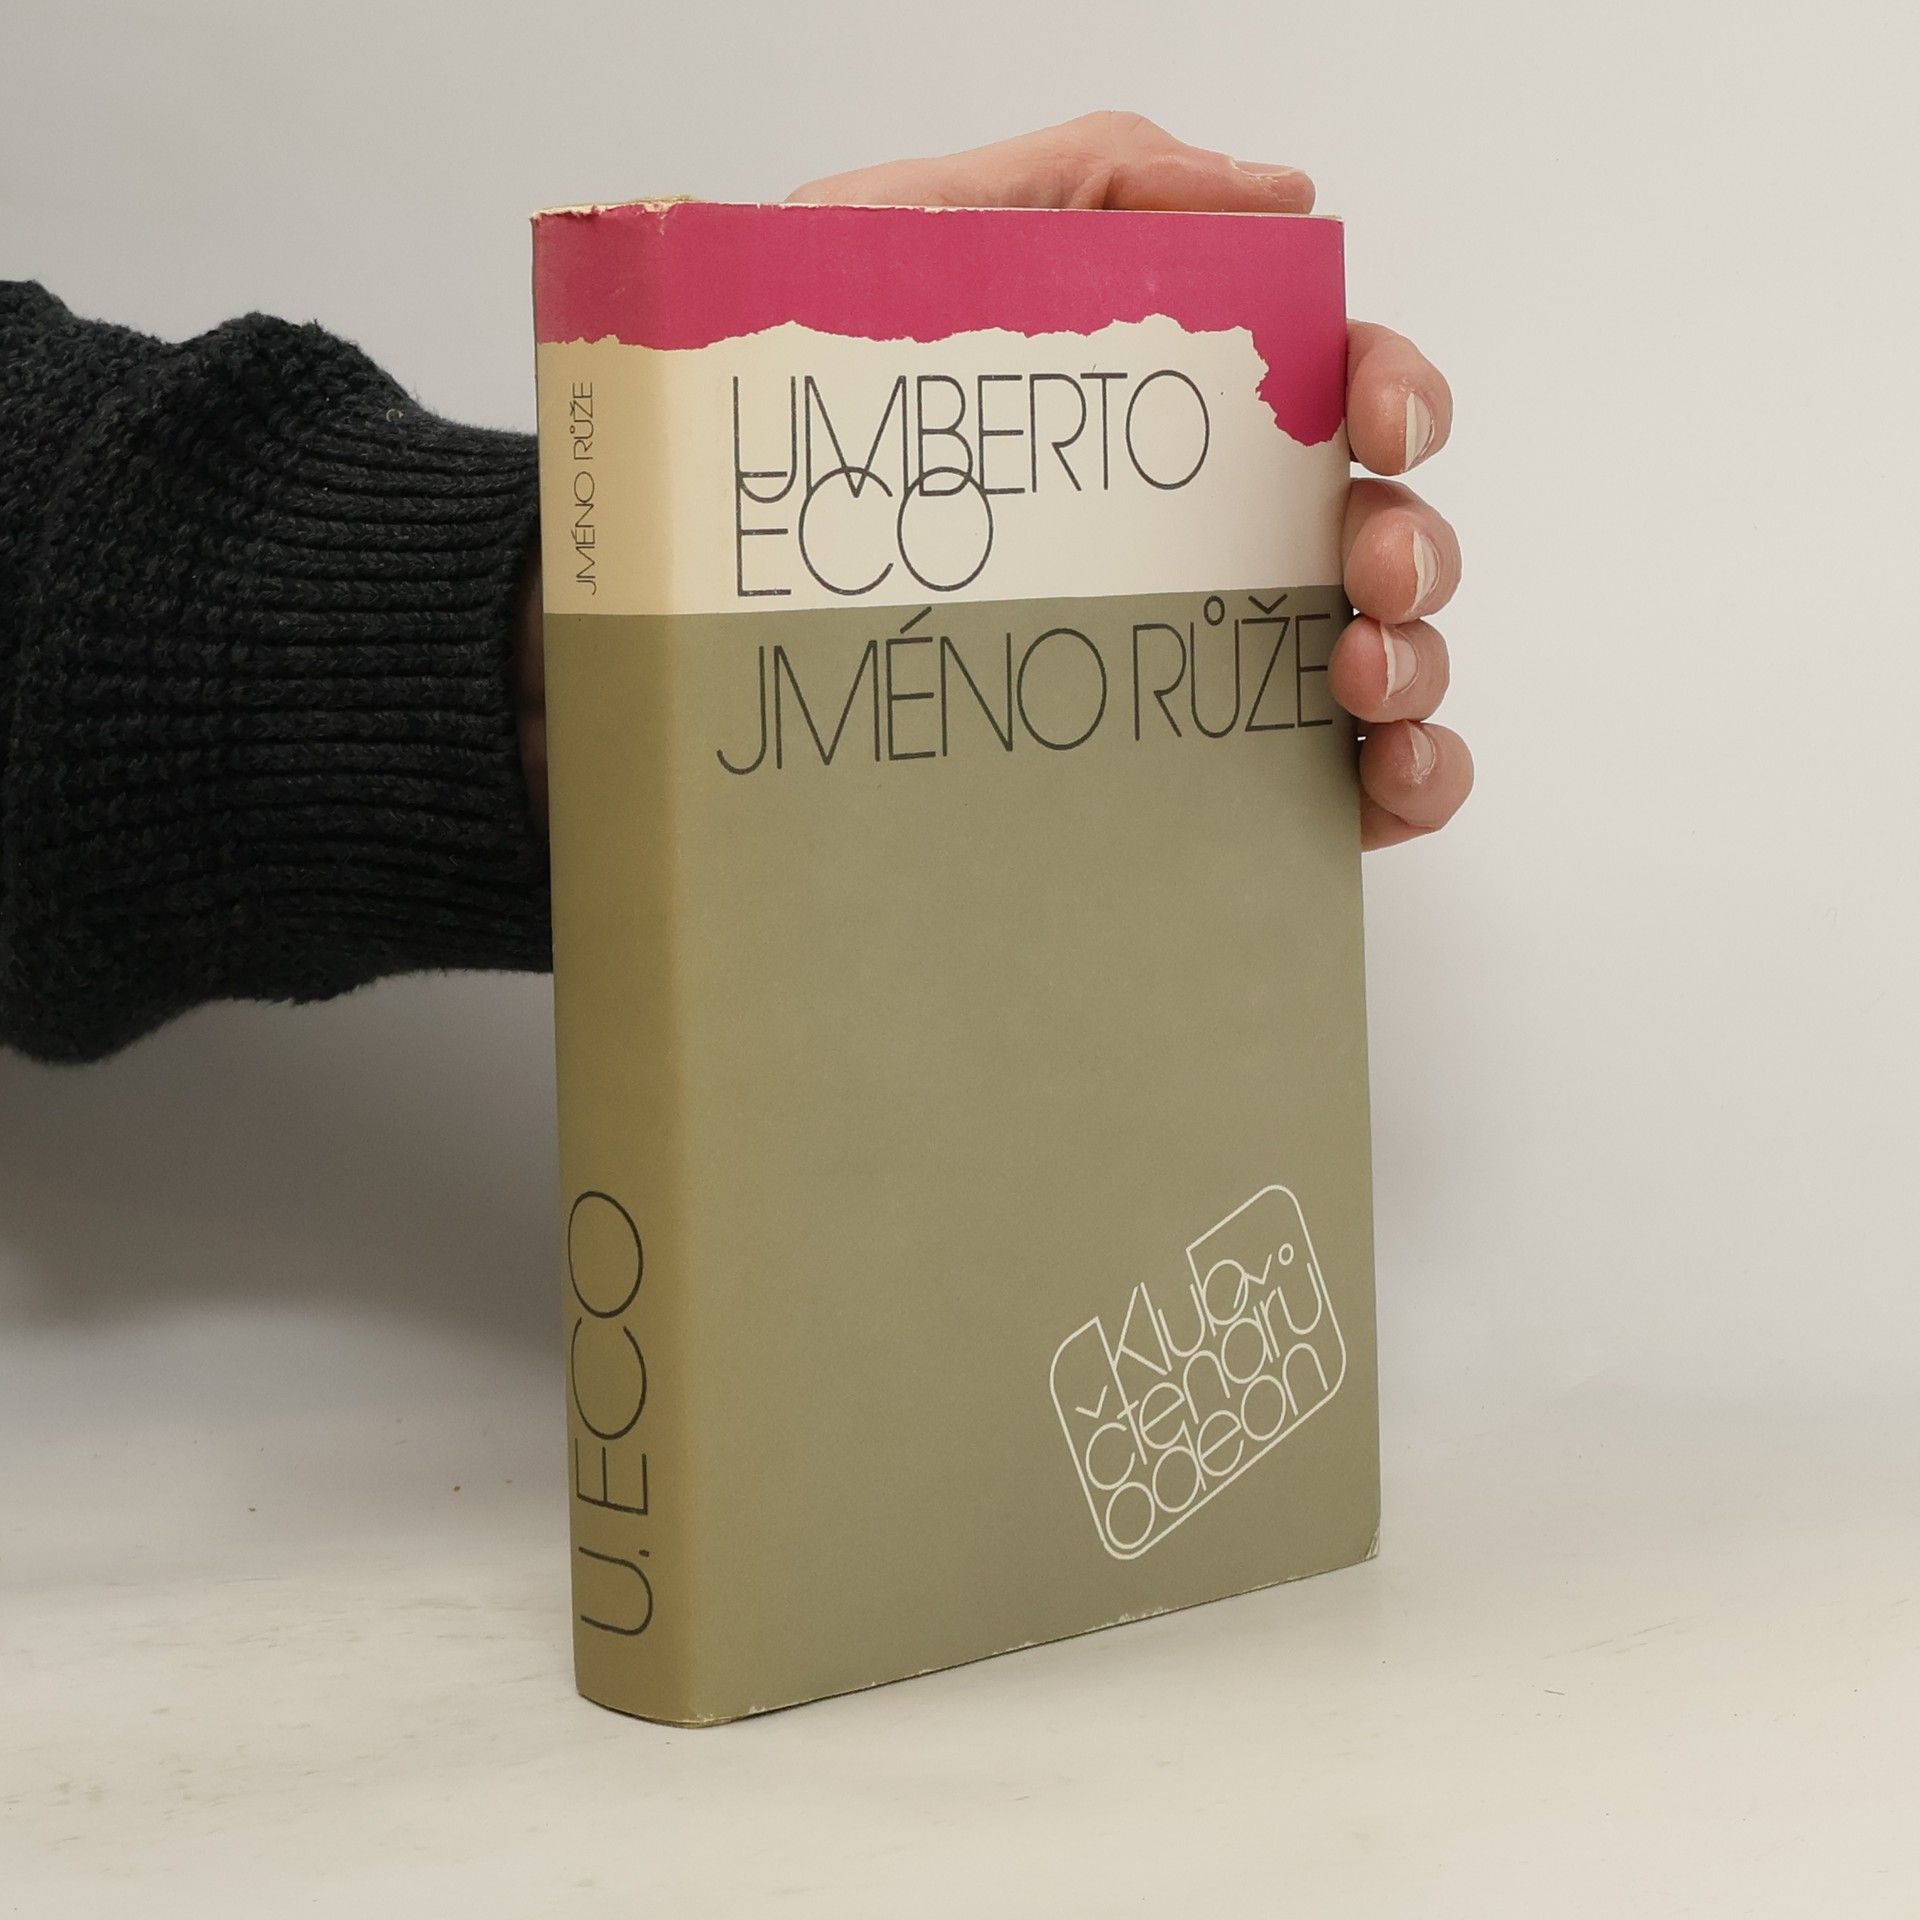 JMÉNO RŮŽE
U. ECO
UMBERTO
ECO
JMÉNO RŮŽE
Klub
čtenářů
odeon